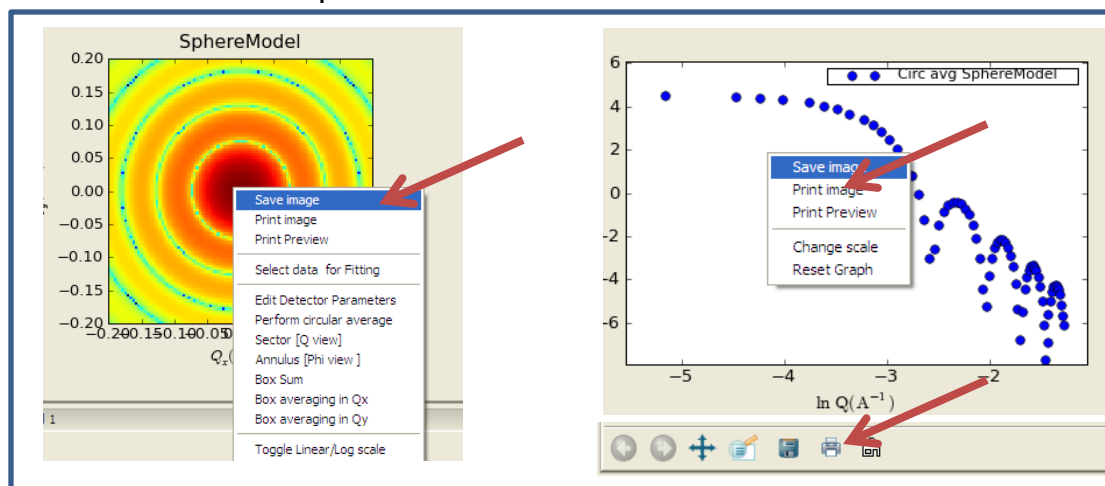 SphereModel
0.20
0.15
0.10
0.05
0.00
−0.05
−0.10
−0.15
−0.20
Save image
Print image
Print Preview
Select data for Fitting
Edit Detector Parameters
Perform circular average
Sector [Q view]
Annulus [Phi view ]
Box Sum
Box averaging in Qx
Box averaging in Qy
Toggle Linear/Log scale
1
6
4
2
0
-2
-4
-6
Circ avg SphereModel
Save image
Print image
Print Preview
Change scale
Reset Graph
−5 −4 −3 −2
ln Q(A⁻¹)